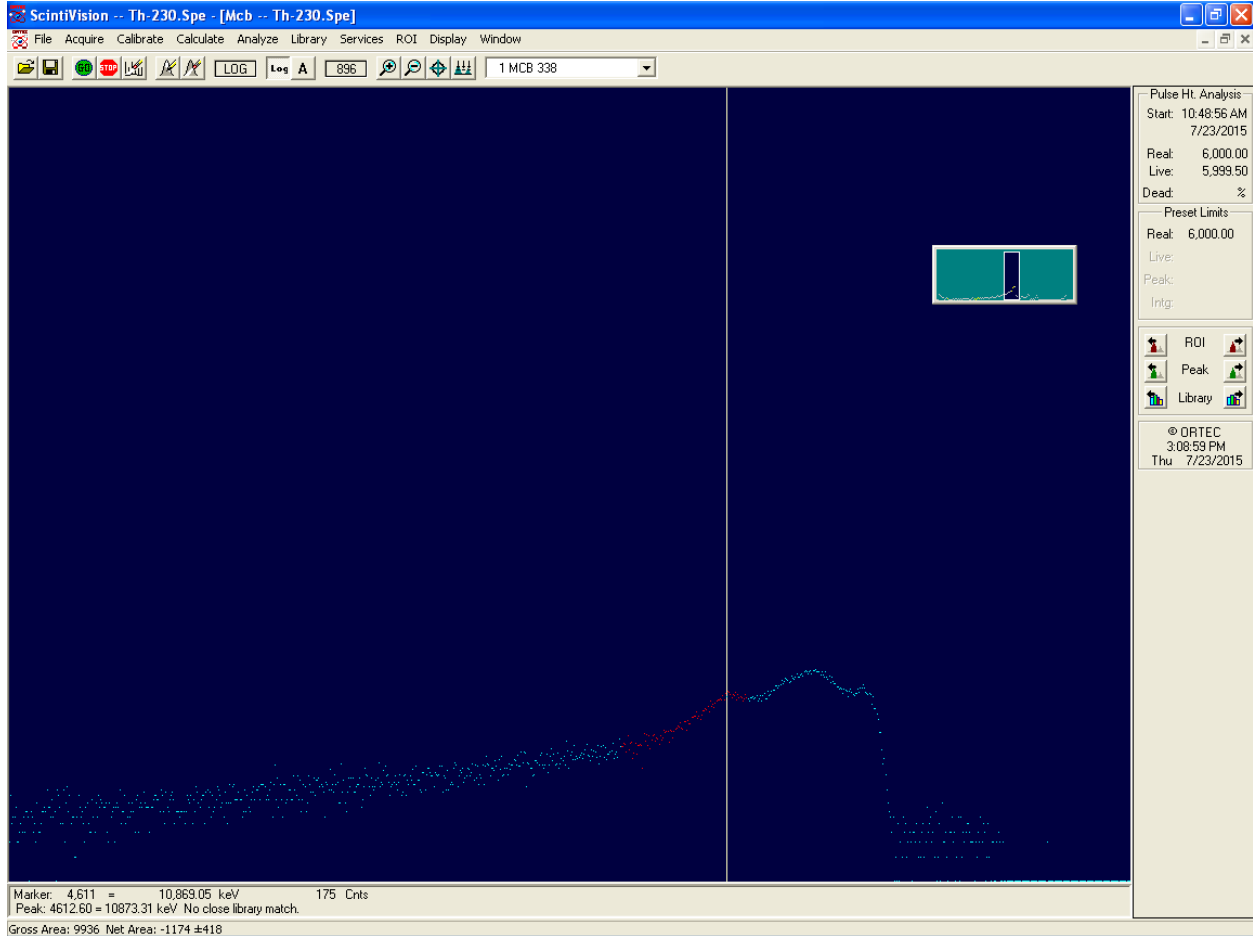 ScintiVision -- Th-230.Spe - [Mcb -- Th-230.Spe]
File Acquire Calibrate Calculate Analyze Library Services ROI Display Window
GO STOP LOG Log A 896 1 MCB 338
Pulse Ht. Analysis
Start: 10:48:56 AM
7/23/2015
Real: 6,000.00
Live: 5,999.50
Dead: %
Preset Limits
Real: 6,000.00
Live:
Peak:
Intg:
ROI
Peak
Library
© ORTEC
3:08:59 PM
Thu 7/23/2015
Marker: 4,611 = 10,869.05 keV 175 Cnts
Peak: 4612.60 = 10873.31 keV No close library match.
Gross Area: 9936 Net Area: -1174 ±418